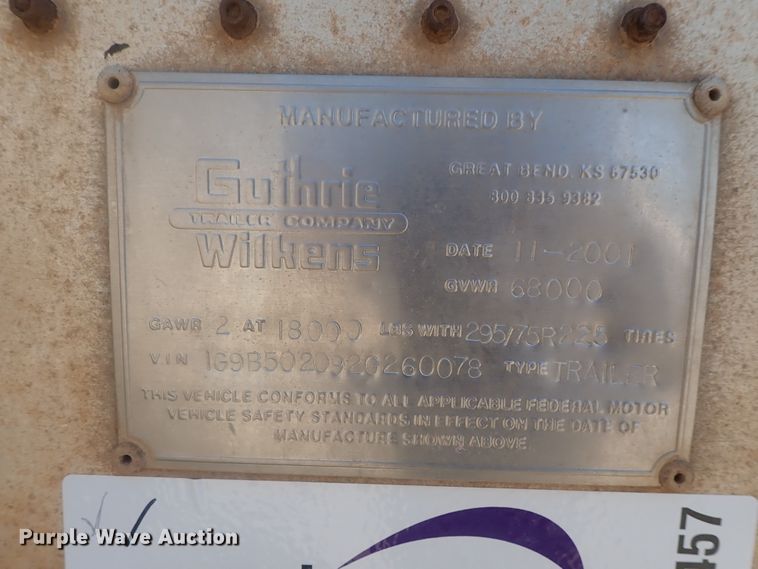 MANUFACTURED BY
Guthrie
TRAILER COMPANY
Wilkens
GREAT BEND, KS 67530
800 835 9382
DATE 11-2001
GVWR 68000
GAWR 2 AT 18000 LBS WITH 295/75R22.5 TIRES
VIN 1G9B5020920260078 TYPE TRAILER
THIS VEHICLE CONFORMS TO ALL APPLICABLE FEDERAL MOTOR
VEHICLE SAFETY STANDARDS IN EFFECT ON THE DATE OF
MANUFACTURE SHOWN ABOVE
457
Purple Wave Auction